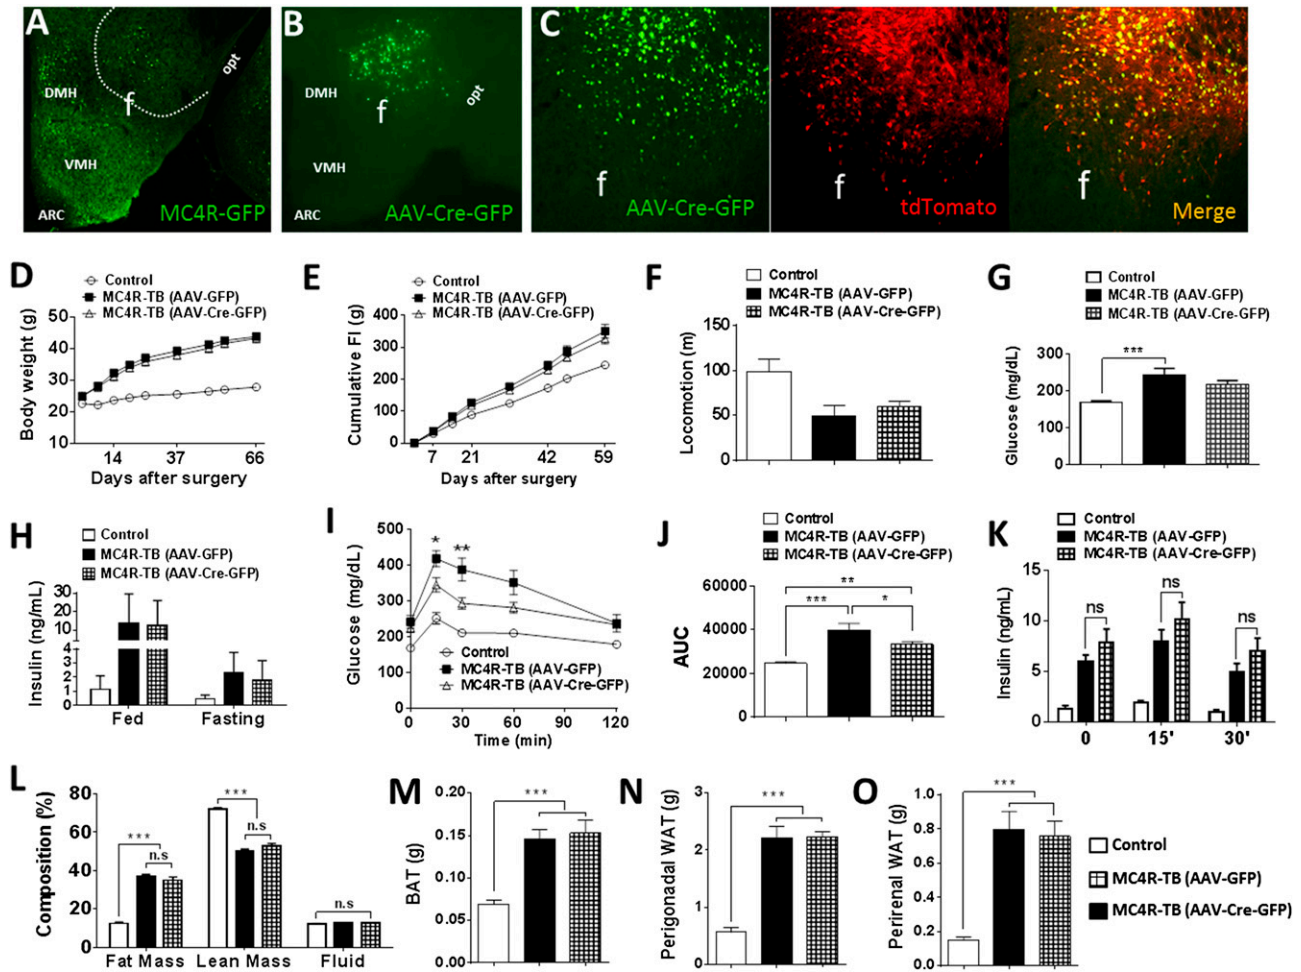 A
DMH
f
opt
VMH
ARC
MC4R-GFP
B
DMH
f
opt
VMH
ARC
AAV-Cre-GFP
C
f
AAV-Cre-GFP
f
tdTomato
f
Merge
D
Control
MC4R-TB (AAV-GFP)
MC4R-TB (AAV-Cre-GFP)
Body weight (g)
50
40
30
20
10
14 37 66
Days after surgery
E
Control
MC4R-TB (AAV-GFP)
MC4R-TB (AAV-Cre-GFP)
Cumulative FI (g)
400
300
200
100
0
7 21 42 59
Days after surgery
F
Control
MC4R-TB (AAV-GFP)
MC4R-TB (AAV-Cre-GFP)
Locomotion (m)
150
100
50
0
G
Control
MC4R-TB (AAV-GFP)
MC4R-TB (AAV-Cre-GFP)
Glucose (mg/dL)
300
200
100
0
***
H
Control
MC4R-TB (AAV-GFP)
MC4R-TB (AAV-Cre-GFP)
Insulin (ng/mL)
30
20
10
4
3
2
1
0
Fed Fasting
I
Glucose (mg/dL)
500
400
300
200
100
0
* **
Control
MC4R-TB (AAV-GFP)
MC4R-TB (AAV-Cre-GFP)
0 30 60 90 120
Time (min)
J
Control
MC4R-TB (AAV-GFP)
MC4R-TB (AAV-Cre-GFP)
AUC
60000
40000
20000
0
**
*** *
K
Control
MC4R-TB (AAV-GFP)
MC4R-TB (AAV-Cre-GFP)
Insulin (ng/mL)
15
10
5
0
ns ns ns
0 15' 30'
L
Composition (%)
80
60
40
20
0
***
n.s
***
n.s
n.s
Fat Mass Lean Mass Fluid
M
BAT (g)
0.20
0.15
0.10
0.05
0.00
***
N
Perigonadal WAT (g)
3
2
1
0
***
O
Perirenal WAT (g)
1.0
0.8
0.6
0.4
0.2
0.0
***
Control
MC4R-TB (AAV-GFP)
MC4R-TB (AAV-Cre-GFP)